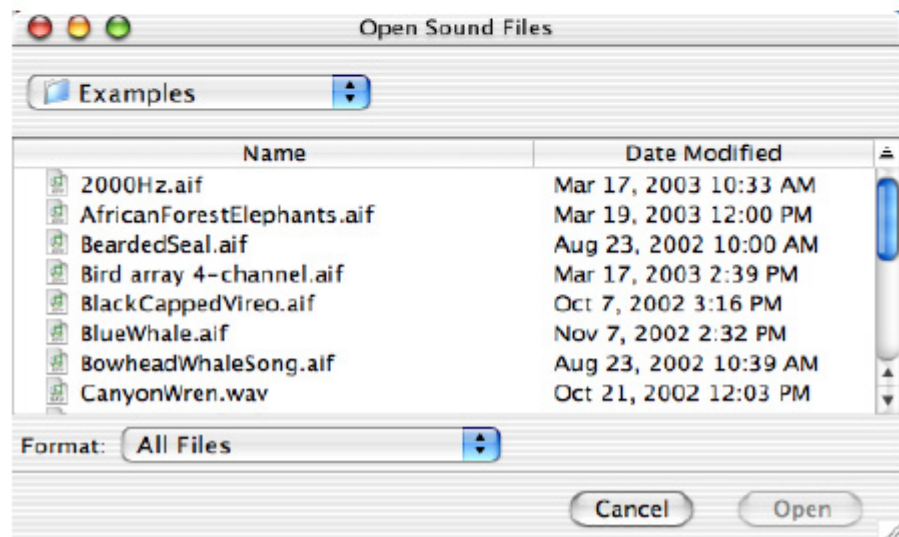 Open Sound Files
Examples
Name Date Modified
2000Hz.aif Mar 17, 2003 10:33 AM
AfricanForestElephants.aif Mar 19, 2003 12:00 PM
BeardedSeal.aif Aug 23, 2002 10:00 AM
Bird array 4-channel.aif Mar 17, 2003 2:39 PM
BlackCappedVireo.aif Oct 7, 2002 3:16 PM
BlueWhale.aif Nov 7, 2002 2:32 PM
BowheadWhaleSong.aif Aug 23, 2002 10:39 AM
CanyonWren.wav Oct 21, 2002 12:03 PM
Format: All Files
Cancel Open